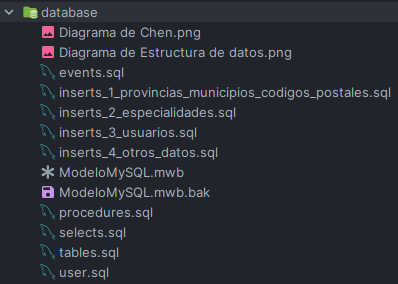 database
Diagrama de Chen.png
Diagrama de Estructura de datos.png
events.sql
inserts_1_provincias_municipios_codigos_postales.sql
inserts_2_especialidades.sql
inserts_3_usuarios.sql
inserts_4_otros_datos.sql
ModeloMySQL.mwb
ModeloMySQL.mwb.bak
procedures.sql
selects.sql
tables.sql
user.sql